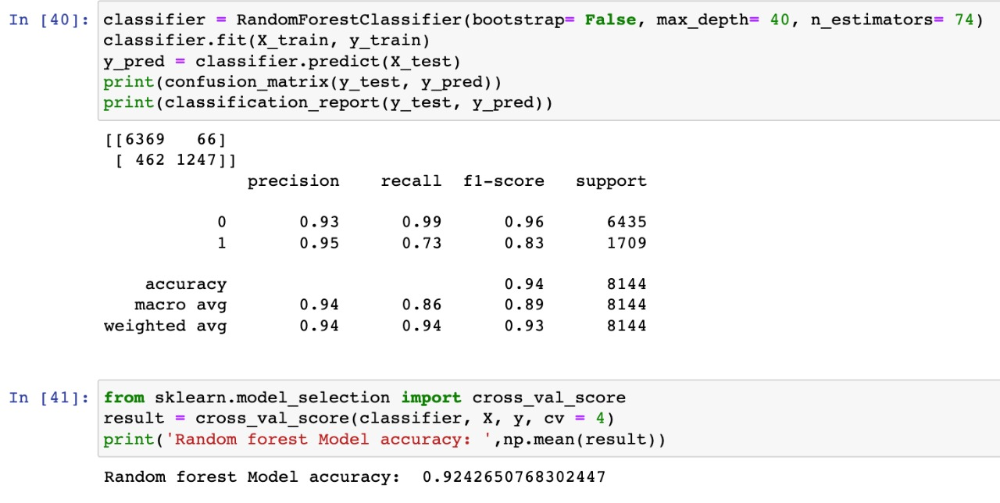 In [40]: classifier = RandomForestClassifier(bootstrap= False, max_depth= 40, n_estimators= 74)
classifier.fit(X_train, y_train)
y_pred = classifier.predict(X_test)
print(confusion_matrix(y_test, y_pred))
print(classification_report(y_test, y_pred))
[[6369   66]
 [ 462 1247]]
              precision    recall  f1-score   support
           0       0.93      0.99      0.96      6435
           1       0.95      0.73      0.83      1709
    accuracy                           0.94      8144
   macro avg       0.94      0.86      0.89      8144
weighted avg       0.94      0.94      0.93      8144
In [41]: from sklearn.model_selection import cross_val_score
result = cross_val_score(classifier, X, y, cv = 4)
print('Random forest Model accuracy: ',np.mean(result))
Random forest Model accuracy:  0.9242650768302447